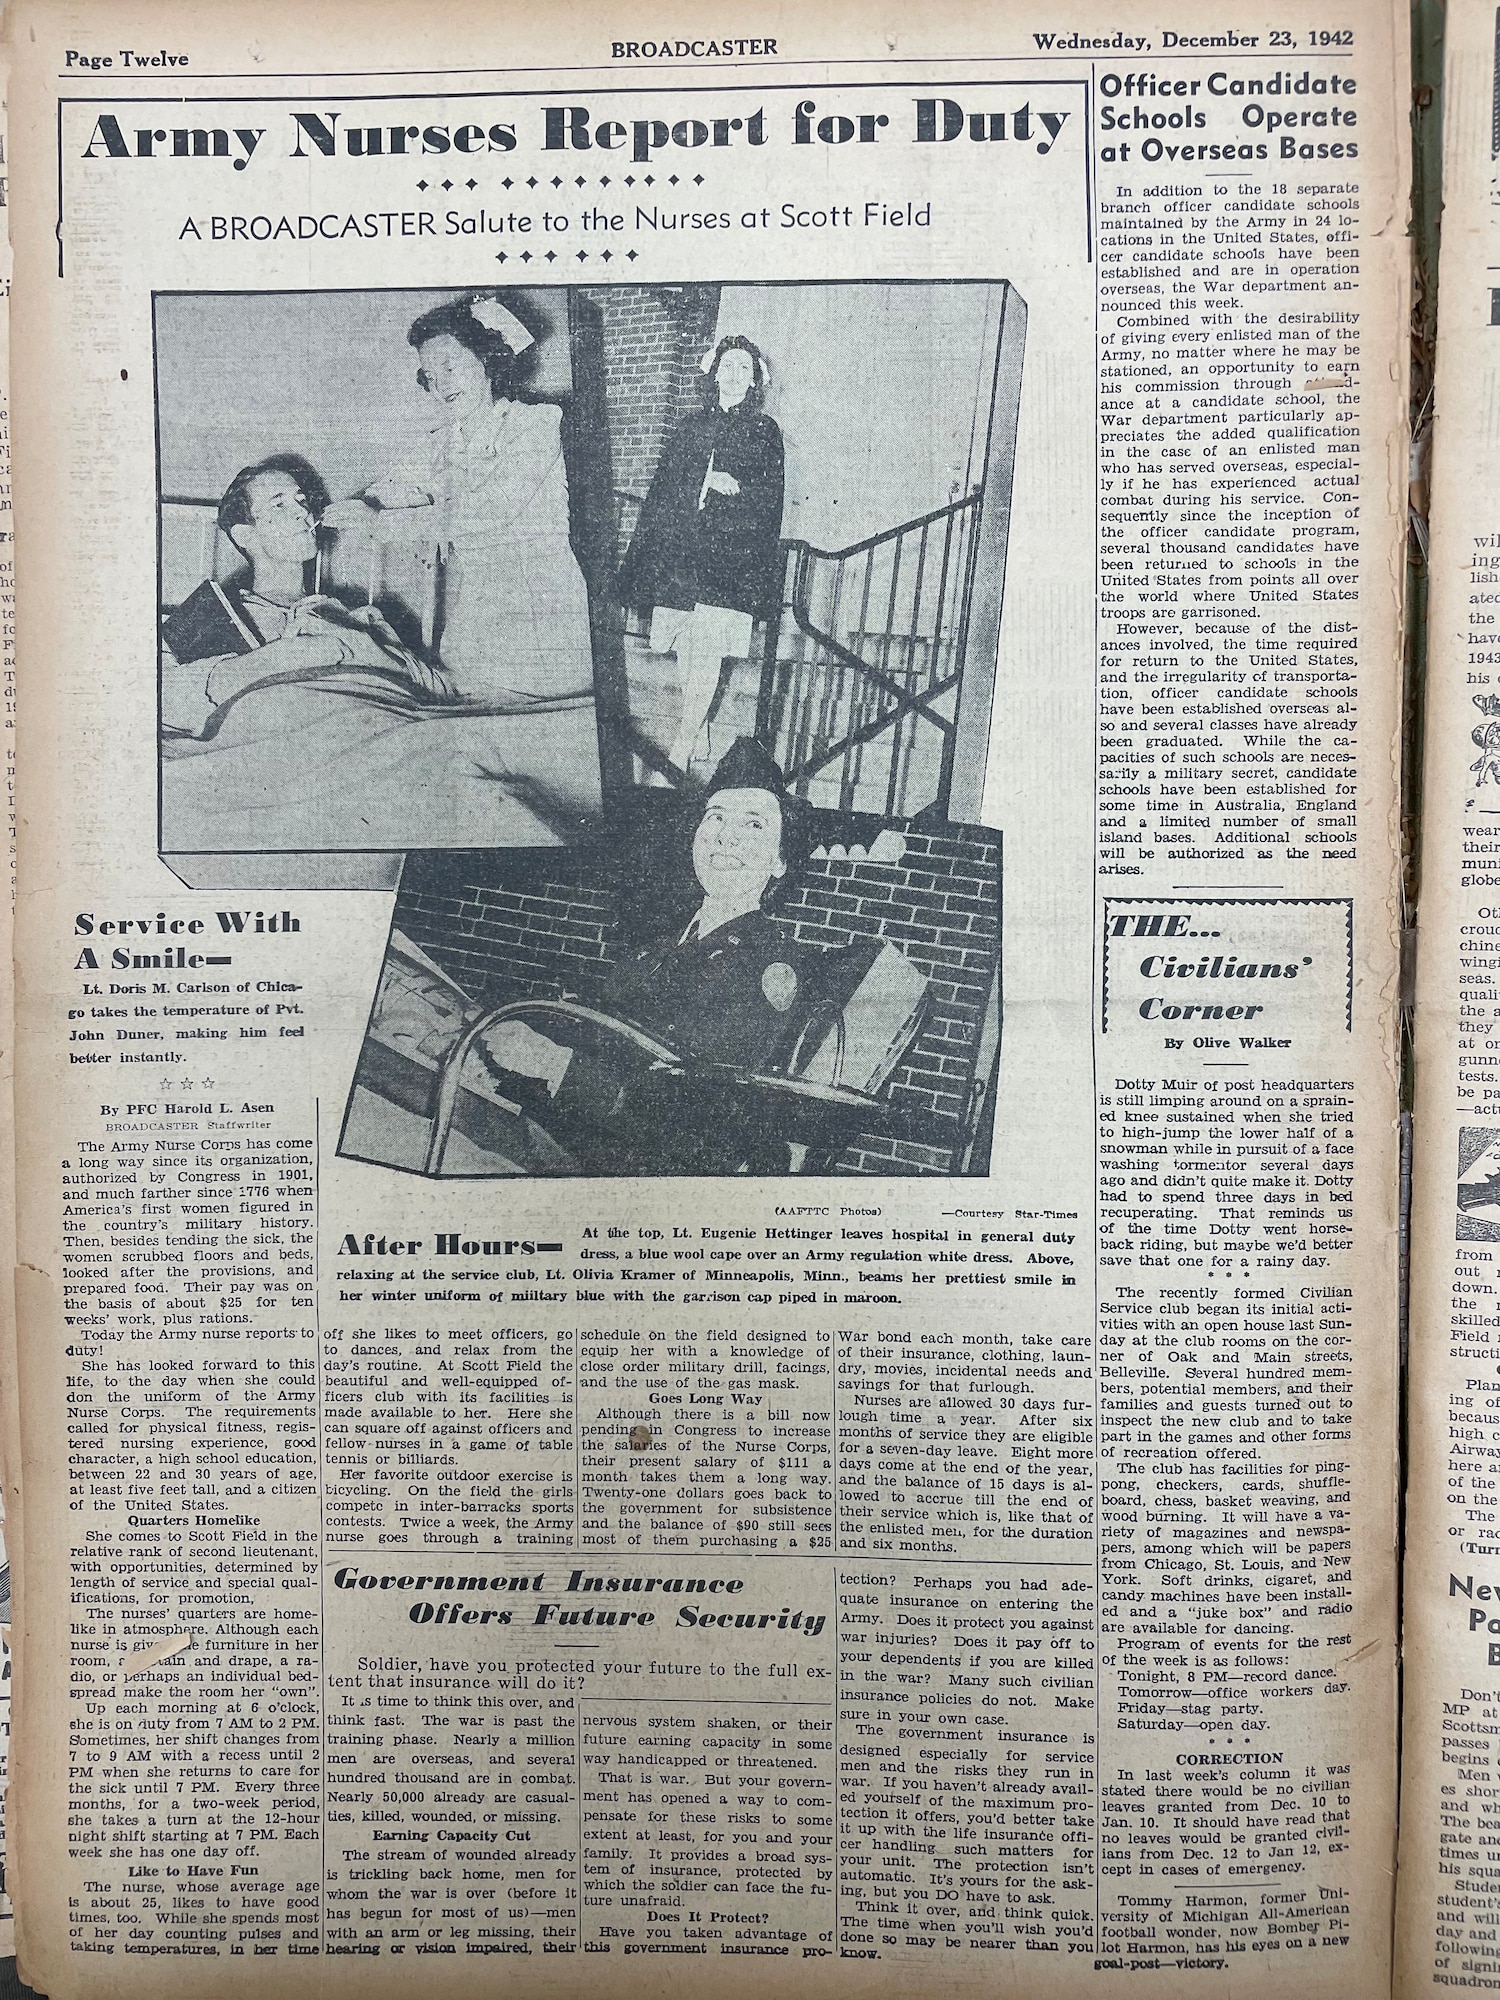 Page Twelve
BROADCASTER
Wednesday, December 23, 1942
Army Nurses Report for Duty
A BROADCASTER Salute to the Nurses at Scott Field
Service With
A Smile—
Lt. Doris M. Carlson of Chica-
go takes the temperature of Pvt.
John Duner, making him feel
better instantly.
☆ ☆ ☆
(AAFTTC Photos) —Courtesy Star-Times
After Hours—
At the top, Lt. Eugenie Hettinger leaves hospital in general duty
dress, a blue wool cape over an Army regulation white dress. Above,
relaxing at the service club, Lt. Olivia Kramer of Minneapolis, Minn., beams her prettiest smile in
her winter uniform of miiltary blue with the garrison cap piped in maroon.
By PFC Harold L. Asen
BROADCASTER Staffwriter
The Army Nurse Corps has come
a long way since its organization,
authorized by Congress in 1901,
and much farther since 1776 when
America's first women figured in
the country's military history.
Then, besides tending the sick, the
women scrubbed floors and beds,
looked after the provisions, and
prepared food. Their pay was on
the basis of about $25 for ten
weeks' work, plus rations.
Today the Army nurse reports to
duty!
She has looked forward to this
life, to the day when she could
don the uniform of the Army
Nurse Corps. The requirements
called for physical fitness, regis-
tered nursing experience, good
character, a high school education,
between 22 and 30 years of age,
at least five feet tall, and a citizen
of the United States.
Quarters Homelike
She comes to Scott Field in the
relative rank of second lieutenant,
with opportunities, determined by
length of service and special qual-
ifications, for promotion,
The nurses' quarters are home-
like in atmosphere. Although each
nurse is furniture in her
room, and drape, a ra-
dio, or perhaps an individual bed-
spread make the room her "own".
Up each morning at 6 o'clock,
she is on duty from 7 AM to 2 PM.
Sometimes, her shift changes from
7 to 9 AM with a recess until 2
PM when she returns to care for
the sick until 7 PM. Every three
months, for a two-week period,
she takes a turn at the 12-hour
night shift starting at 7 PM. Each
week she has one day off.
Like to Have Fun
The nurse, whose average age
is about 25, likes to have good
times, too. While she spends most
of her day counting pulses and
taking temperatures, in her time
off she likes to meet officers, go
to dances, and relax from the
day's routine. At Scott Field the
beautiful and well-equipped of-
ficers club with its facilities is
made available to her. Here she
can square off against officers and
fellow nurses in a game of table
tennis or billiards.
Her favorite outdoor exercise is
bicycling. On the field the girls
compete in inter-barracks sports
contests. Twice a week, the Army
nurse goes through a training
schedule on the field designed to
equip her with a knowledge of
close order military drill, facings,
and the use of the gas mask.
Goes Long Way
Although there is a bill now
pending in Congress to increase
the salaries of the Nurse Corps,
their present salary of $111 a
month takes them a long way.
Twenty-one dollars goes back to
the government for subsistence
and the balance of $90 still sees
most of them purchasing a $25
War bond each month, take care
of their insurance, clothing, laun-
dry, movies, incidental needs and
savings for that furlough.
Nurses are allowed 30 days fur-
lough time a year. After six
months of service they are eligible
for a seven-day leave. Eight more
days come at the end of the year,
and the balance of 15 days is al-
lowed to accrue till the end of
their service which is, like that of
the enlisted men, for the duration
and six months.
Government Insurance
Offers Future Security
Soldier, have you protected your future to the full ex-
tent that insurance will do it?
It is time to think this over, and
think fast. The war is past the
training phase. Nearly a million
men are overseas, and several
hundred thousand are in combat.
Nearly 50,000 already are casual-
ties, killed, wounded, or missing.
Earning Capacity Cut
The stream of wounded already
is trickling back home, men for
whom the war is over (before it
has begun for most of us)—men
with an arm or leg missing, their
hearing or vision impaired, their
nervous system shaken, or their
future earning capacity in some
way handicapped or threatened.
That is war. But your govern-
ment has opened a way to com-
pensate for these risks to some
extent at least, for you and your
family. It provides a broad sys-
tem of insurance, protected by
which the soldier can face the fu-
ture unafraid.
Does It Protect?
Have you taken advantage of
this government insurance pro-
tection? Perhaps you had ade-
quate insurance on entering the
Army. Does it protect you against
war injuries? Does it pay off to
your dependents if you are killed
in the war? Many such civilian
insurance policies do not. Make
sure in your own case.
The government insurance is
designed especially for service
men and the risks they run in
war. If you haven't already avail-
ed yourself of the maximum pro-
tection it offers, you'd better take
it up with the life insurance offi-
cer handling such matters for
your unit. The protection isn't
automatic. It's yours for the ask-
ing, but you DO have to ask.
Think it over, and think quick.
The time when you'll wish you'd
done so may be nearer than you
know.
Officer Candidate
Schools Operate
at Overseas Bases
In addition to the 18 separate
branch officer candidate schools
maintained by the Army in 24 lo-
cations in the United States, offi-
cer candidate schools have been
established and are in operation
overseas, the War department an-
nounced this week.
Combined with the desirability
of giving every enlisted man of the
Army, no matter where he may be
stationed, an opportunity to earn
his commission through
ance at a candidate school, the
War department particularly ap-
preciates the added qualification
in the case of an enlisted man
who has served overseas, especial-
ly if he has experienced actual
combat during his service. Con-
sequently since the inception of
the officer candidate program,
several thousand candidates have
been returned to schools in the
United States from points all over
the world where United States
troops are garrisoned.
However, because of the dist-
ances involved, the time required
for return to the United States,
and the irregularity of transporta-
tion, officer candidate schools
have been established overseas al-
so and several classes have already
been graduated. While the ca-
pacities of such schools are neces-
sarily a military secret, candidate
schools have been established for
some time in Australia, England
and a limited number of small
island bases. Additional schools
will be authorized as the need
arises.
THE...
Civilians'
Corner
By Olive Walker
Dotty Muir of post headquarters
is still limping around on a sprain-
ed knee sustained when she tried
to high-jump the lower half of a
snowman while in pursuit of a face
washing tormentor several days
ago and didn't quite make it. Dotty
had to spend three days in bed
recuperating. That reminds us
of the time Dotty went horse-
back riding, but maybe we'd better
save that one for a rainy day.
* * *
The recently formed Civilian
Service club began its initial acti-
vities with an open house last Sun-
day at the club rooms on the cor-
ner of Oak and Main streets,
Belleville. Several hundred mem-
bers, potential members, and their
families and guests turned out to
inspect the new club and to take
part in the games and other forms
of recreation offered.
The club has facilities for ping-
pong, checkers, cards, shuffle-
board, chess, basket weaving, and
wood burning. It will have a va-
riety of magazines and newspa-
pers, among which will be papers
from Chicago, St. Louis, and New
York. Soft drinks, cigaret, and
candy machines have been install-
ed and a "juke box" and radio
are available for dancing.
Program of events for the rest
of the week is as follows:
Tonight, 8 PM—record dance.
Tomorrow—office workers day.
Friday—stag party.
Saturday—open day.
* * *
CORRECTION
In last week's column it was
stated there would be no civilian
leaves granted from Dec. 10 to
Jan. 10. It should have read that
no leaves would be granted civil-
ians from Dec. 12 to Jan 12, ex-
cept in cases of emergency.
Tommy Harmon, former Uni-
versity of Michigan All-American
football wonder, now Bomber Pi-
lot Harmon, has his eyes on a new
goal-post—victory.